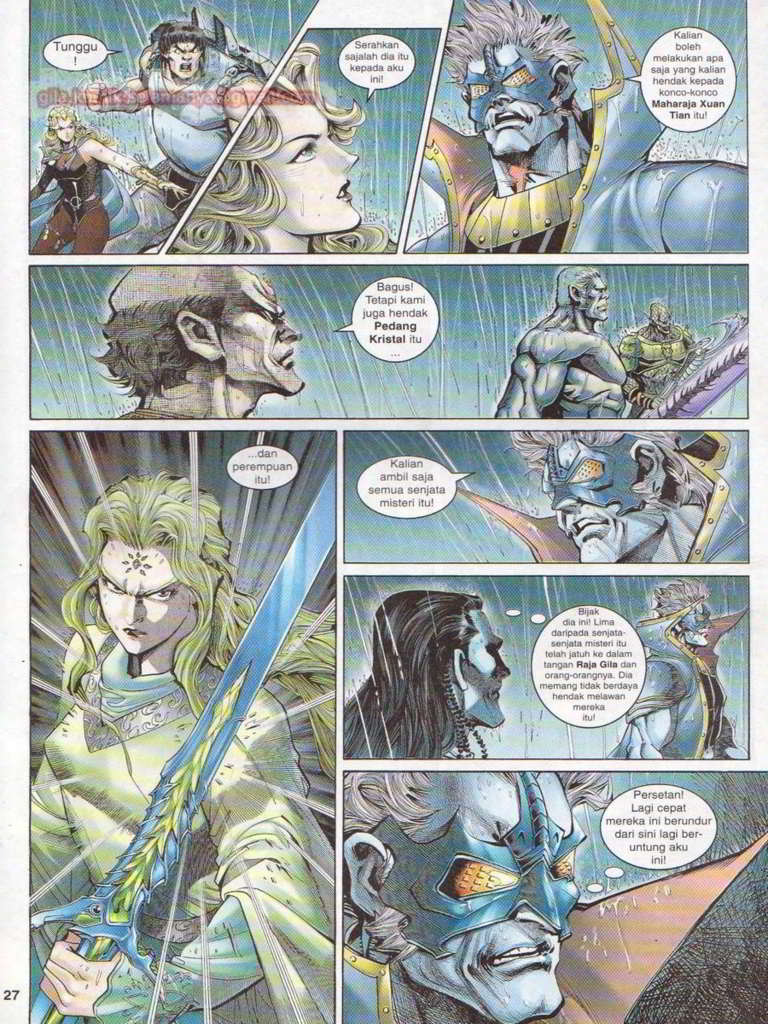 Tunggu
!
Serahkan
sajalah dia itu
kepada aku
ini!
Kalian
boleh
melakukan apa
saja yang kalian
hendak kepada
konco-konco
Maharaja Xuan
Tian itu!
Bagus!
Tetapi kami
juga hendak
Pedang
Kristal itu
...
...dan
perempuan
itu!
Kalian
ambil saja
semua senjata
misteri itu!
Bijak
dia ini! Lima
daripada senjata-
senjata misteri itu
telah jatuh ke dalam
tangan Raja Gila dan
orang-orangnya. Dia
memang tidak berdaya
hendak melawan
mereka
itu!
Persetan!
Lagi cepat
mereka ini berundur
dari sini lagi ber-
untung aku
ini!
27